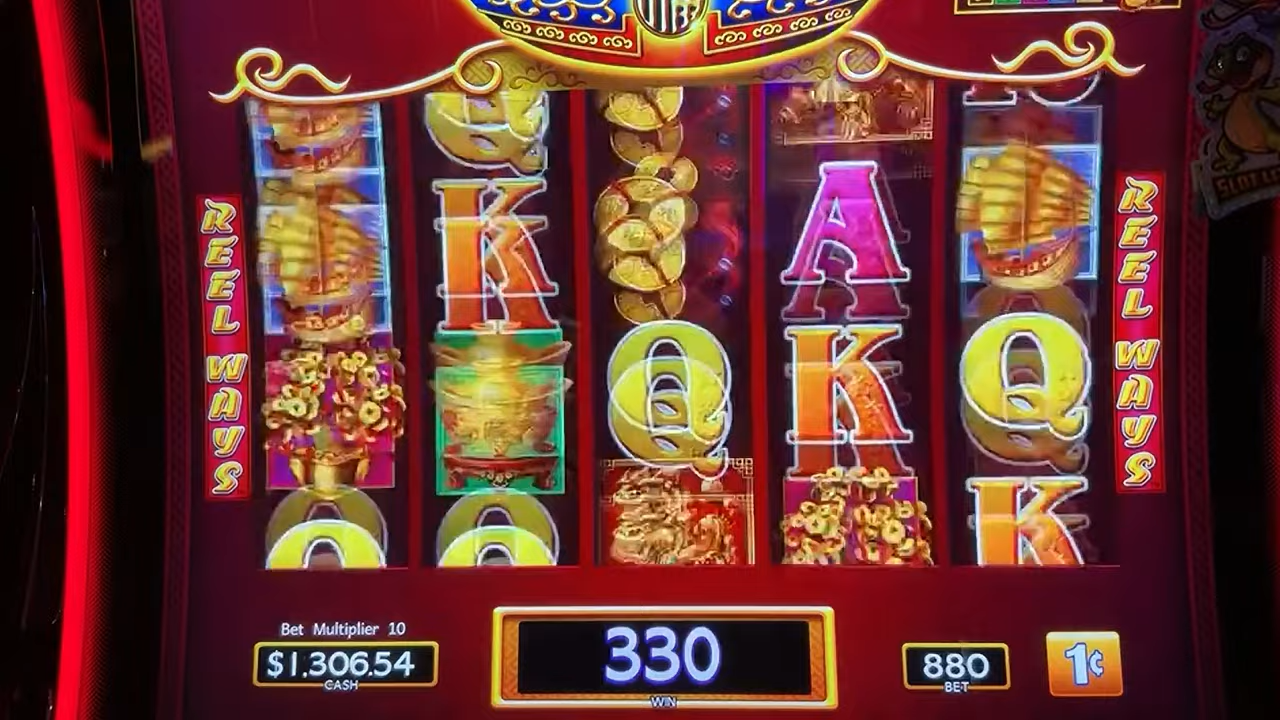 Q
K
A
REEL WAYS
REEL WAYS
Q
K
Q
K
Bet Multiplier 10
$1,306.54
CASH
330
WIN
880
BET
1¢